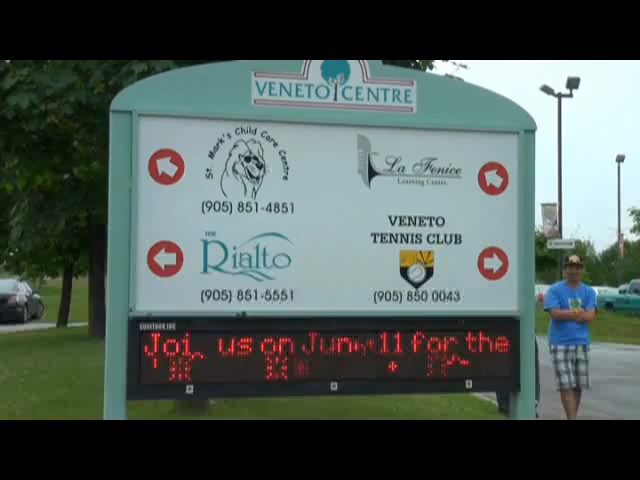 VENETO CENTRE
St. Mark's Child Care Centre
(905) 851-4851
La Fenice
Learning Centre
THE
Rialto
(905) 851-5551
VENETO
TENNIS CLUB
(905) 850 0043
us on June 11 for the